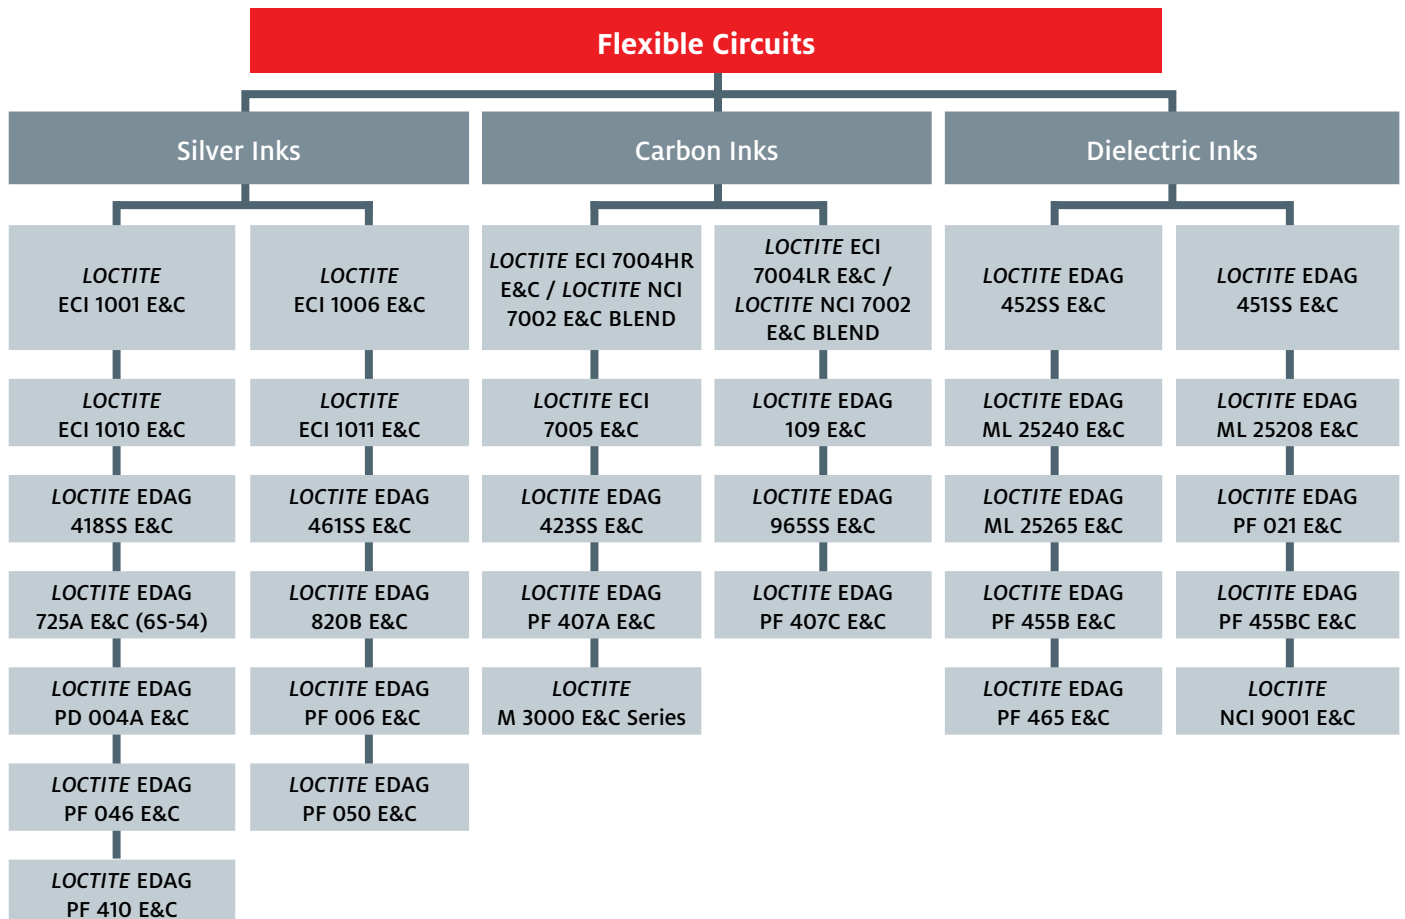 Flexible Circuits
Silver Inks
Carbon Inks
Dielectric Inks
LOCTITE
ECI 1001 E&C
LOCTITE
ECI 1006 E&C
LOCTITE ECI 7004HR
E&C / LOCTITE NCI
7002 E&C BLEND
LOCTITE ECI
7004LR E&C /
LOCTITE NCI 7002
E&C BLEND
LOCTITE EDAG
452SS E&C
LOCTITE EDAG
451SS E&C
LOCTITE
ECI 1010 E&C
LOCTITE
ECI 1011 E&C
LOCTITE ECI
7005 E&C
LOCTITE EDAG
109 E&C
LOCTITE EDAG
ML 25240 E&C
LOCTITE EDAG
ML 25208 E&C
LOCTITE EDAG
418SS E&C
LOCTITE EDAG
461SS E&C
LOCTITE EDAG
423SS E&C
LOCTITE EDAG
965SS E&C
LOCTITE EDAG
ML 25265 E&C
LOCTITE EDAG
PF 021 E&C
LOCTITE EDAG
725A E&C (6S-54)
LOCTITE EDAG
820B E&C
LOCTITE EDAG
PF 407A E&C
LOCTITE EDAG
PF 407C E&C
LOCTITE EDAG
PF 455B E&C
LOCTITE EDAG
PF 455BC E&C
LOCTITE EDAG
PD 004A E&C
LOCTITE EDAG
PF 006 E&C
LOCTITE
M 3000 E&C Series
LOCTITE EDAG
PF 465 E&C
LOCTITE
NCI 9001 E&C
LOCTITE EDAG
PF 046 E&C
LOCTITE EDAG
PF 050 E&C
LOCTITE EDAG
PF 410 E&C